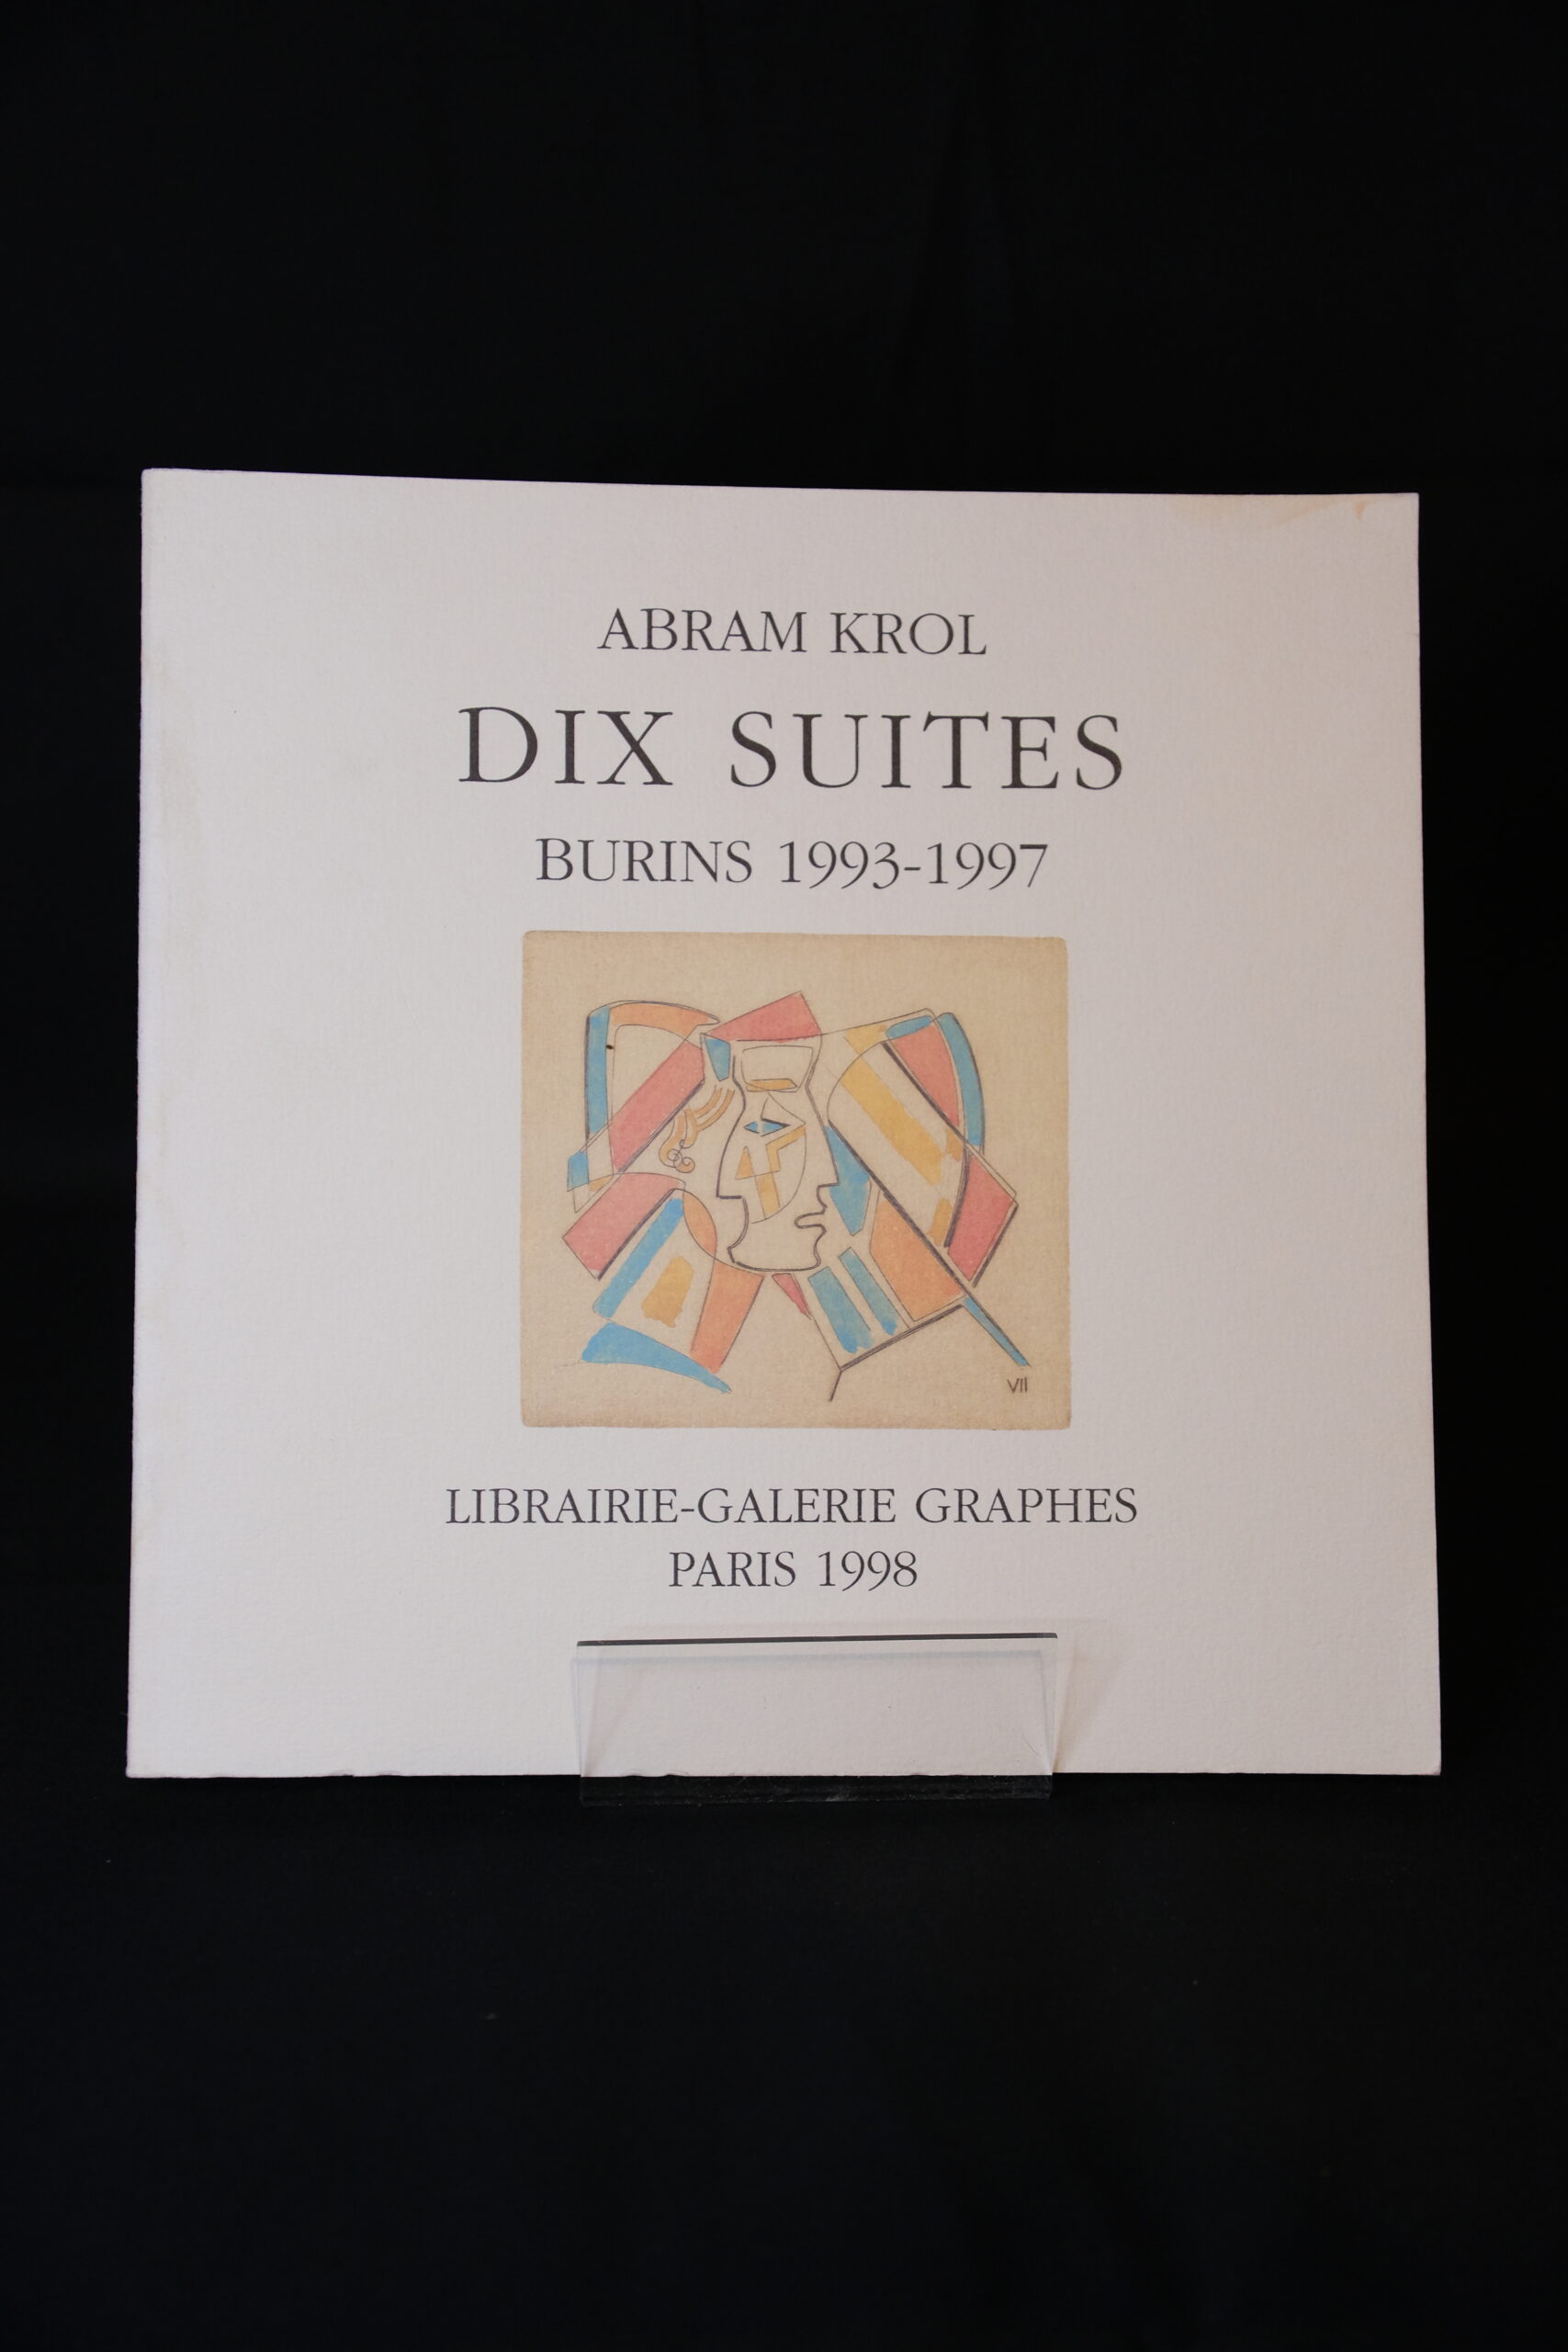 ABRAM KROL
DIX SUITES
BURINS 1993-1997
VII
LIBRAIRIE-GALERIE GRAPHES
PARIS 1998